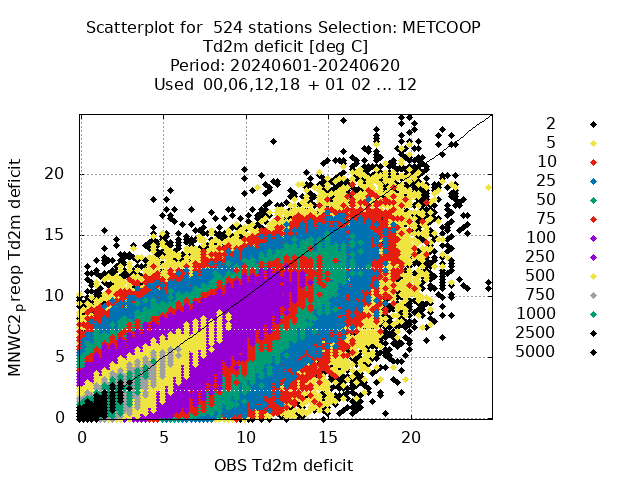 Scatterplot for  524 stations Selection: METCOOP
Td2m deficit [deg C]
Period: 20240601-20240620
Used  00,06,12,18  + 01 02 ... 12
MNWC2_preop Td2m deficit
20
15
10
5
0
0 5 10 15 20
OBS Td2m deficit
2
5
10
25
50
75
100
250
500
750
1000
2500
5000